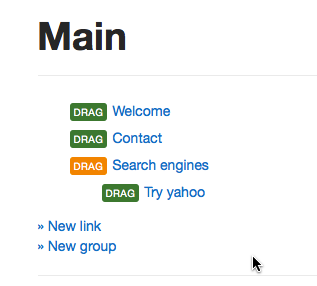 Main
DRAG Welcome
DRAG Contact
DRAG Search engines
DRAG Try yahoo
» New link
» New group